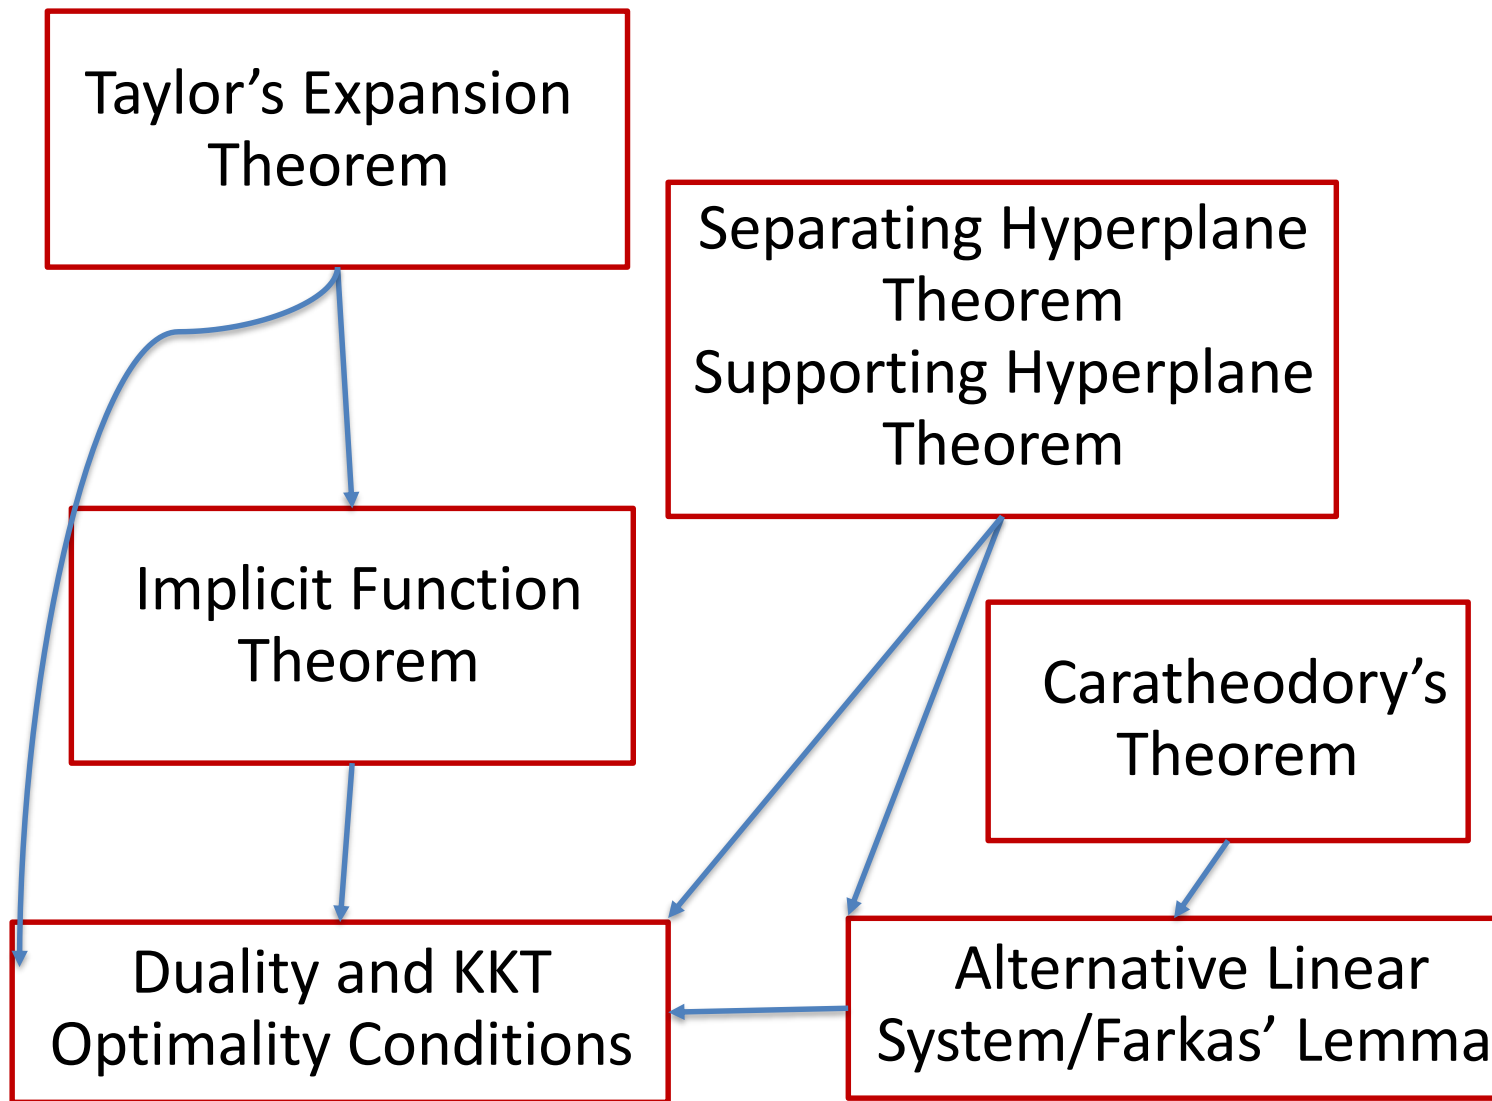 Taylor’s Expansion
Theorem
Separating Hyperplane
Theorem
Supporting Hyperplane
Theorem
Implicit Function
Theorem
Caratheodory’s
Theorem
Duality and KKT
Optimality Conditions
Alternative Linear
System/Farkas’ Lemma